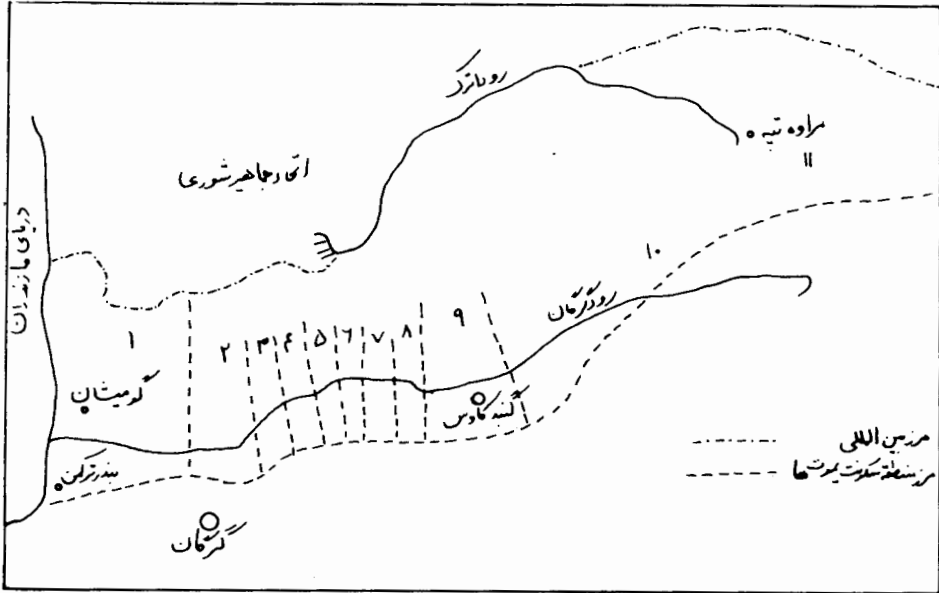 رود اترک
مراوه تپه
۱۱
اتحاد جماهیر شوروی
دریای مازندران
۱۰
رود گرگان
۱
۲
۳
۴
۵
۶
۷
۸
۹
گومیشان
گنبد کاوس
بندر ترکمن
گرگان
مرز بین المللی
مرز منطقه سکونت یموت ها